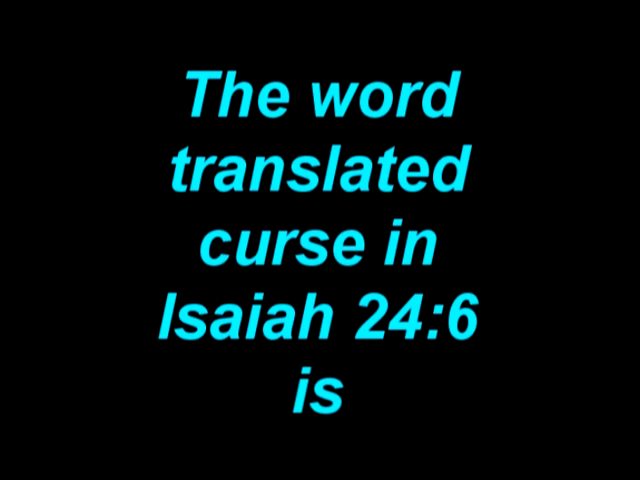 The word
translated
curse in
Isaiah 24:6
is